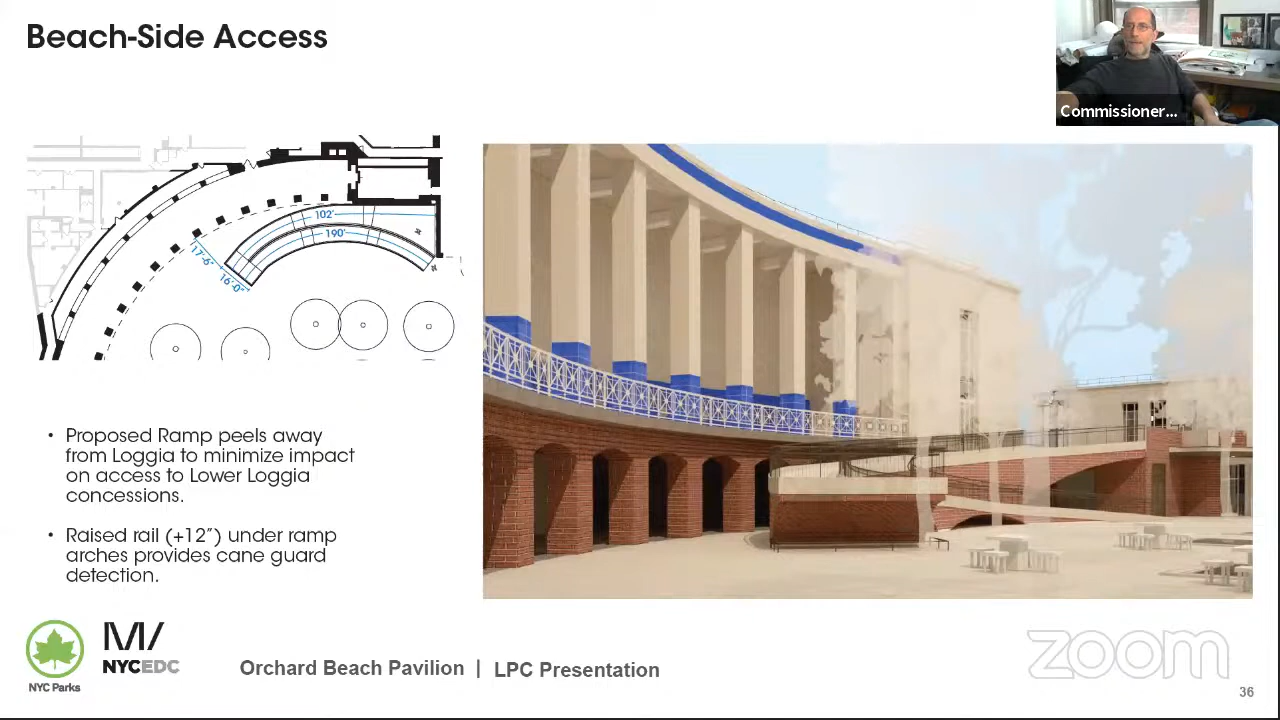 Beach-Side Access
Commissioner...
102'
190'
17'-6"
16'-0"
• Proposed Ramp peels away
from Loggia to minimize impact
on access to Lower Loggia
concessions.
• Raised rail (+12") under ramp
arches provides cane guard
detection.
NYC Parks
M/
NYCEDC
Orchard Beach Pavilion | LPC Presentation
zoom
36